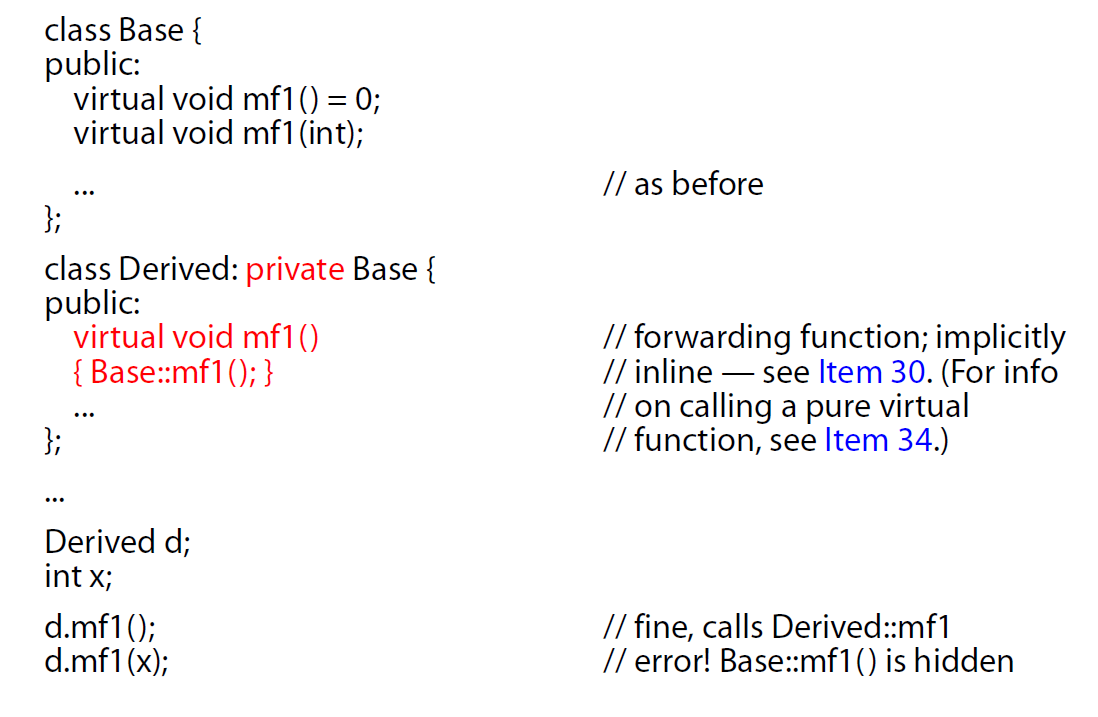 class Base {
public:
virtual void mf1() = 0;
virtual void mf1(int);
... // as before
};
class Derived: private Base {
public:
virtual void mf1() // forwarding function; implicitly
{ Base::mf1(); } // inline — see Item 30. (For info
... // on calling a pure virtual
}; // function, see Item 34.)
...
Derived d;
int x;
d.mf1(); // fine, calls Derived::mf1
d.mf1(x); // error! Base::mf1() is hidden